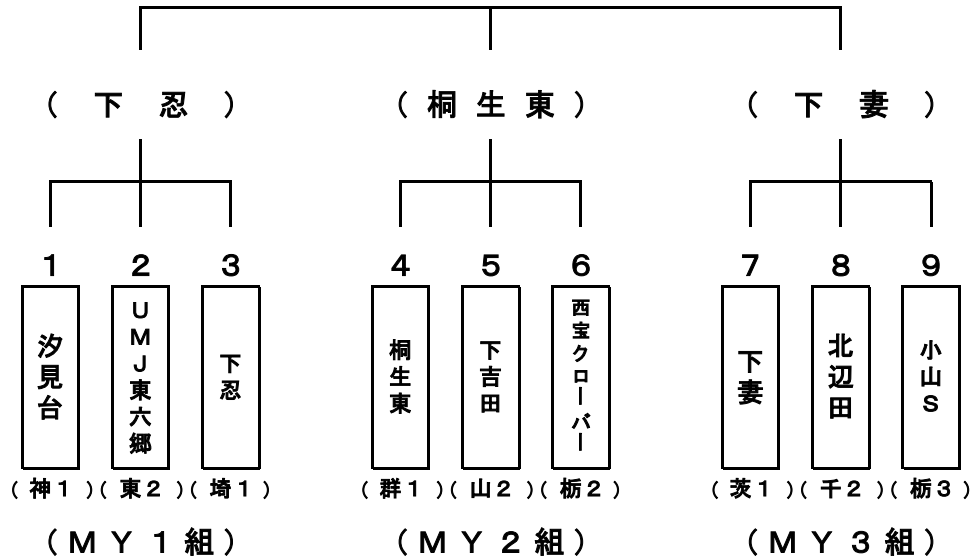 (下忍) (桐生東) (下妻)
1 2 3 4 5 6 7 8 9
汐見台
UMJ東六郷
下忍
桐生東
下吉田
西宝クローバー
下妻
北辺田
小山S
(神1) (東2) (埼1) (群1) (山2) (栃2) (茨1) (千2) (栃3)
(MY1組) (MY2組) (MY3組)